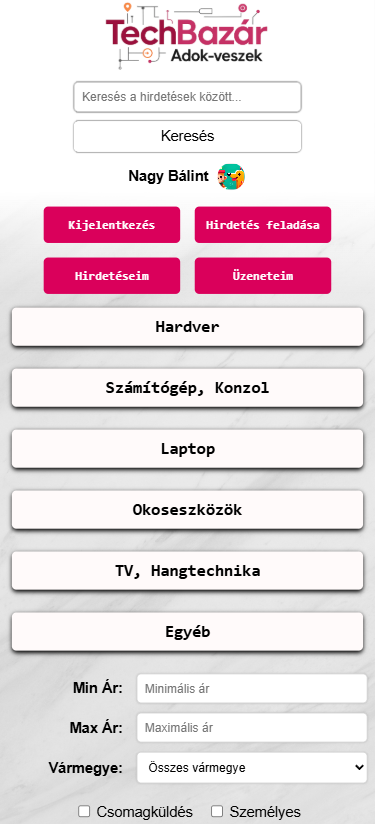 TechBazár
Adok-veszek
Keresés a hirdetések között...
Keresés
Nagy Bálint
Kijelentkezés
Hirdetés feladása
Hirdetéseim
Üzeneteim
Hardver
Számítógép, Konzol
Laptop
Okoseszközök
TV, Hangtechnika
Egyéb
Min Ár: Minimális ár
Max Ár: Maximális ár
Vármegye: Összes vármegye
Csomagküldés Személyes